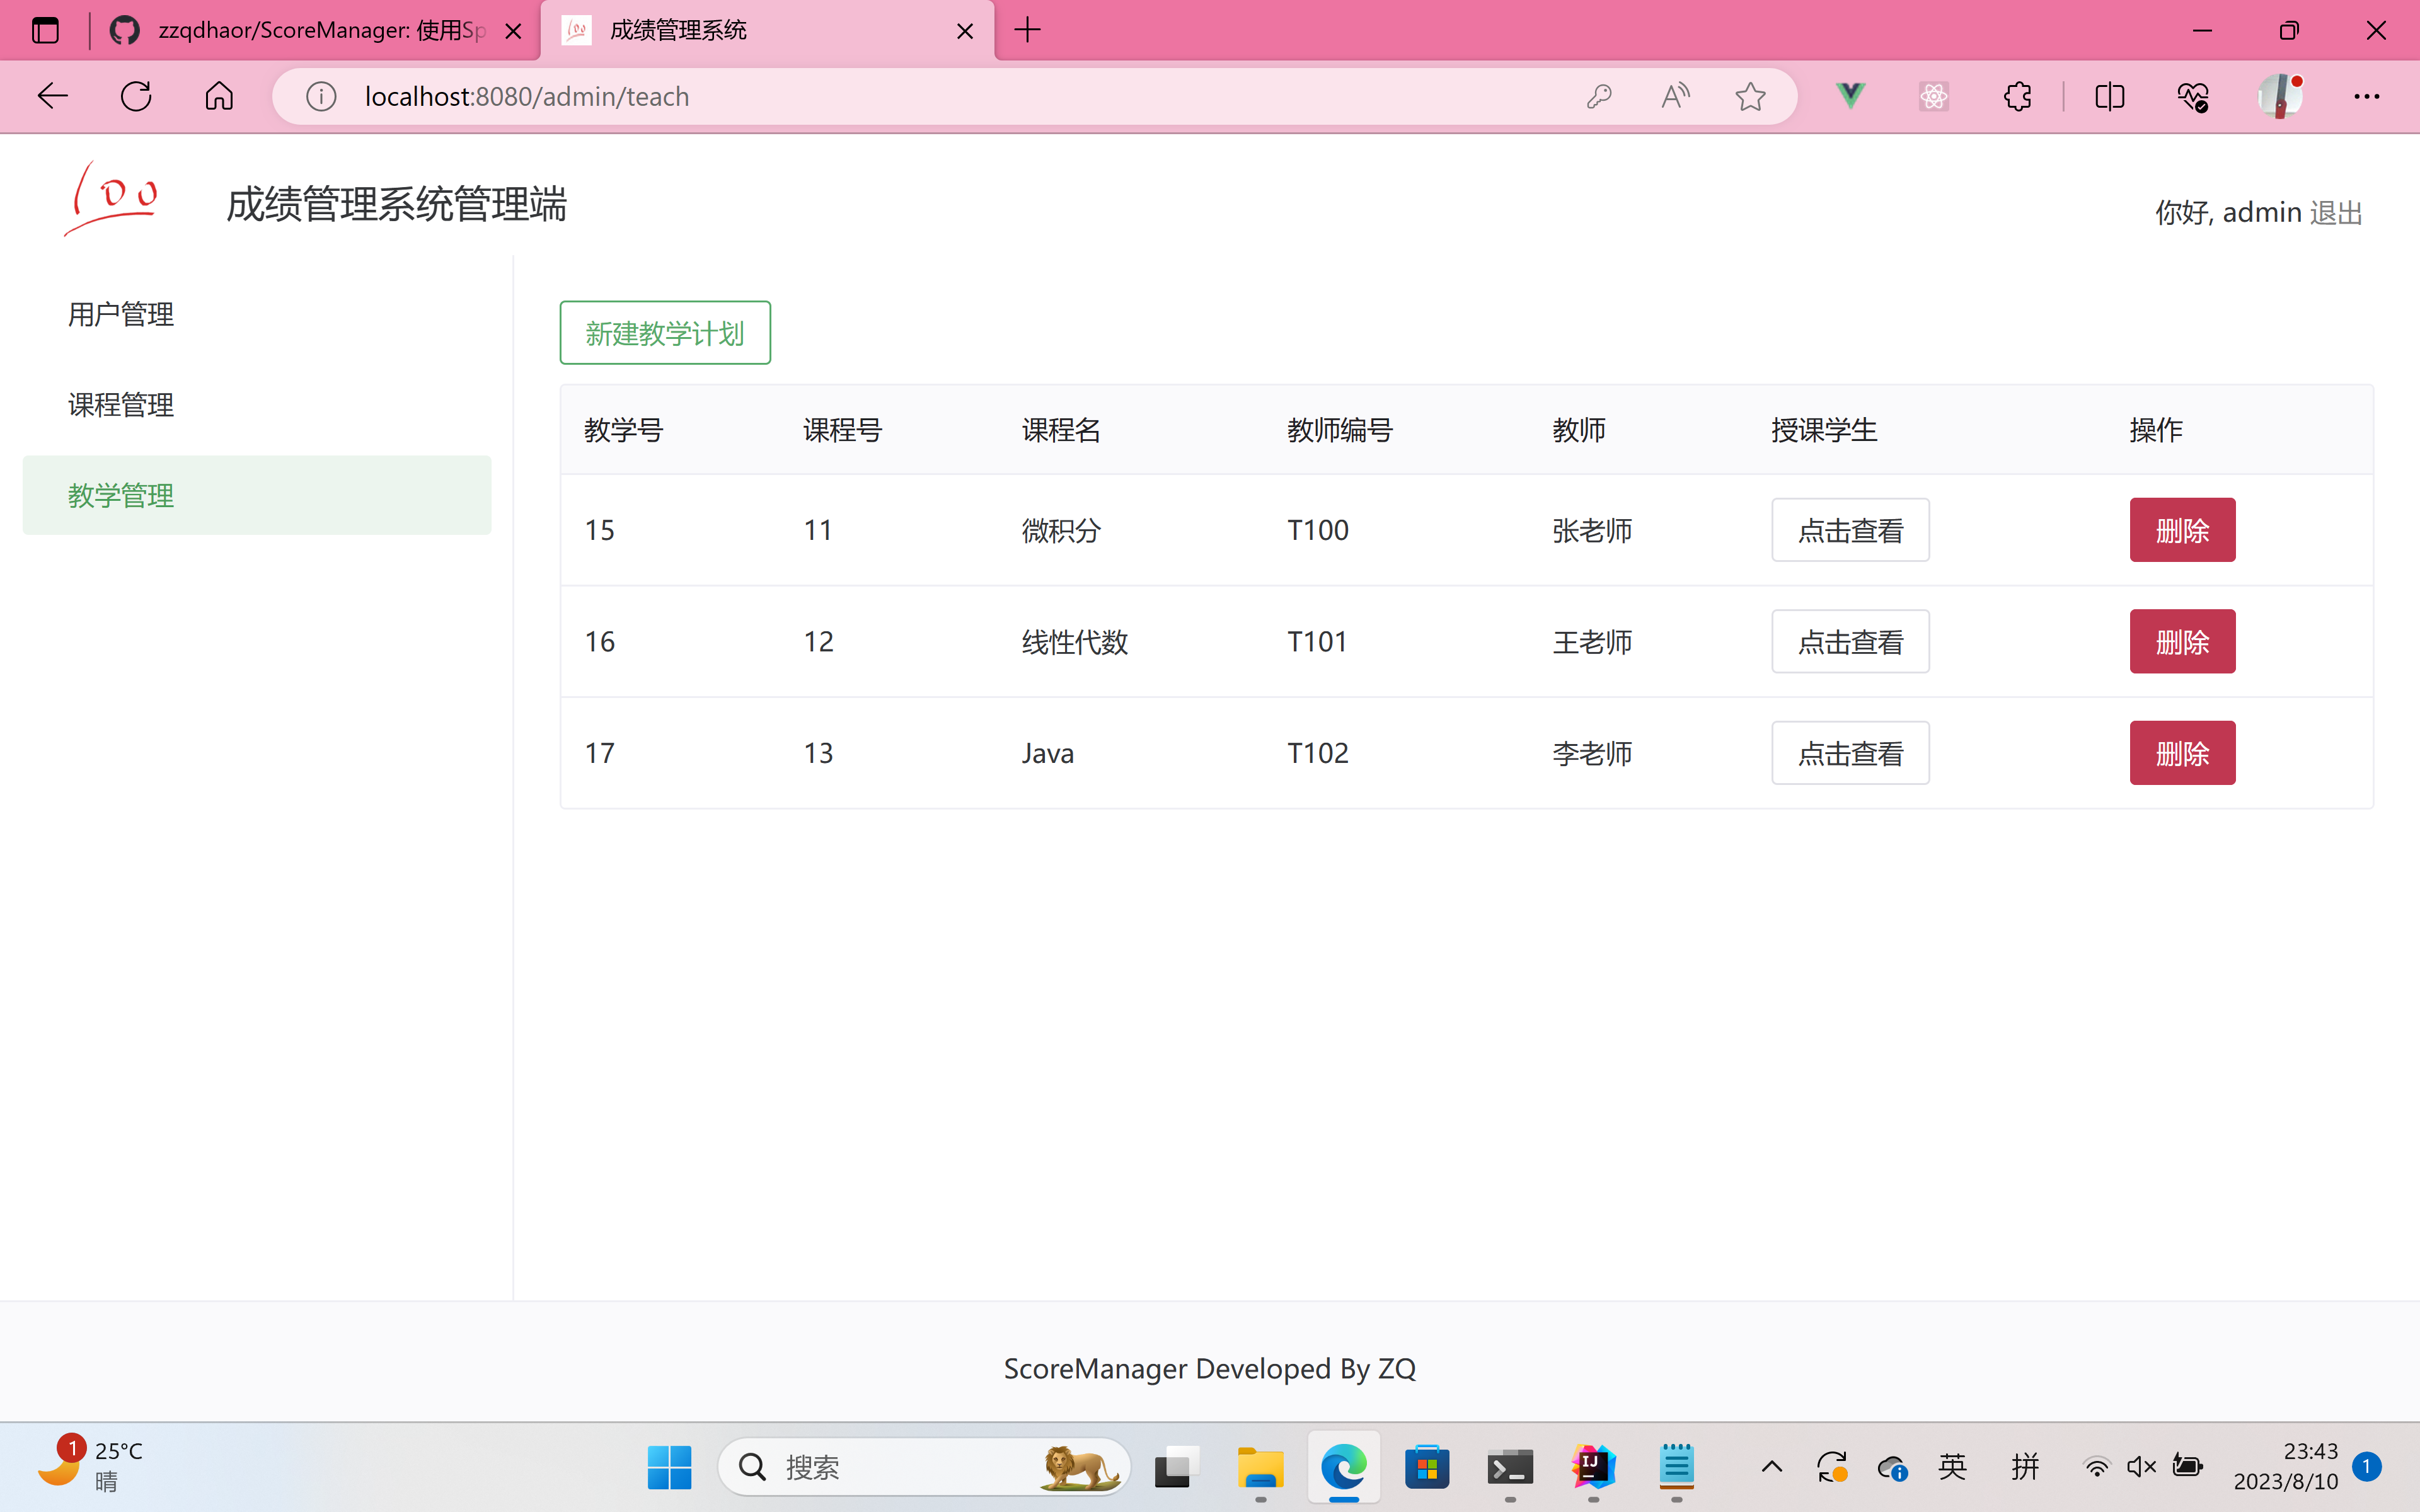 zzqdhaor/ScoreManager: 使用Sp
成绩管理系统
localhost:8080/admin/teach
100
成绩管理系统管理端
你好, admin 退出
用户管理
课程管理
教学管理
新建教学计划
教学号 课程号 课程名 教师编号 教师 授课学生 操作
15 11 微积分 T100 张老师 点击查看 删除
16 12 线性代数 T101 王老师 点击查看 删除
17 13 Java T102 李老师 点击查看 删除
ScoreManager Developed By ZQ
1
25°C
晴
搜索
IJ
英 拼
23:43
2023/8/10
1